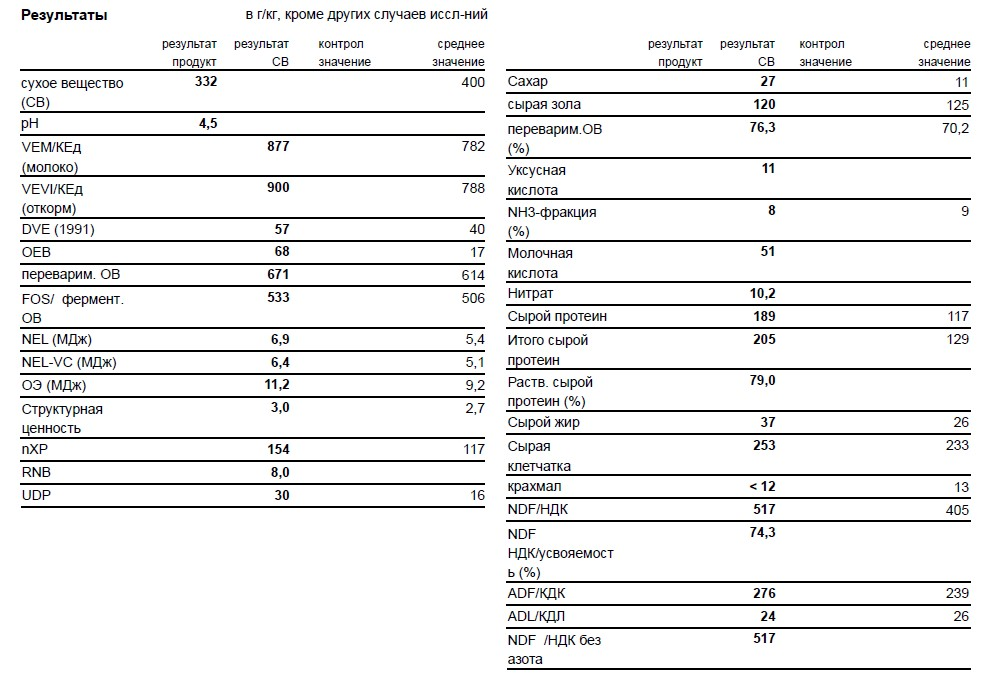 Результаты в г/кг, кроме других случаев иссл-ний
результат результат контрол среднее
продукт СВ значение значение
сухое вещество 332 400
(СВ)
pH 4,5
VEM/КЕд 877 782
(молоко)
VEVI/КЕд 900 788
(откорм)
DVE (1991) 57 40
OEB 68 17
переварим. ОВ 671 614
FOS/ фермент. 533 506
ОВ
NEL (МДж) 6,9 5,4
NEL-VC (МДж) 6,4 5,1
ОЭ (МДж) 11,2 9,2
Структурная 3,0 2,7
ценность
nXP 154 117
RNB 8,0
UDP 30 16
результат результат контрол среднее
продукт СВ значение значение
Сахар 27 11
сырая зола 120 125
переварим.ОВ 76,3 70,2
(%)
Уксусная 11
кислота
NH3-фракция 8 9
(%)
Молочная 51
кислота
Нитрат 10,2
Сырой протеин 189 117
Итого сырой 205 129
протеин
Раств. сырой 79,0
протеин (%)
Сырой жир 37 26
Сырая 253 233
клетчатка
крахмал < 12 13
NDF/НДК 517 405
NDF 74,3
НДК/усвояемост
ь (%)
ADF/КДК 276 239
ADL/КДЛ 24 26
NDF /НДК без 517
азота